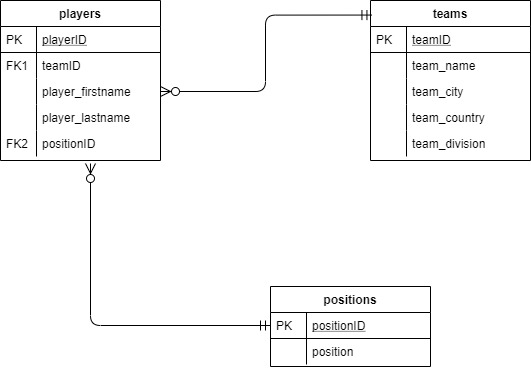 players
PK playerID
FK1 teamID
player_firstname
player_lastname
FK2 positionID
teams
PK teamID
team_name
team_city
team_country
team_division
positions
PK positionID
position